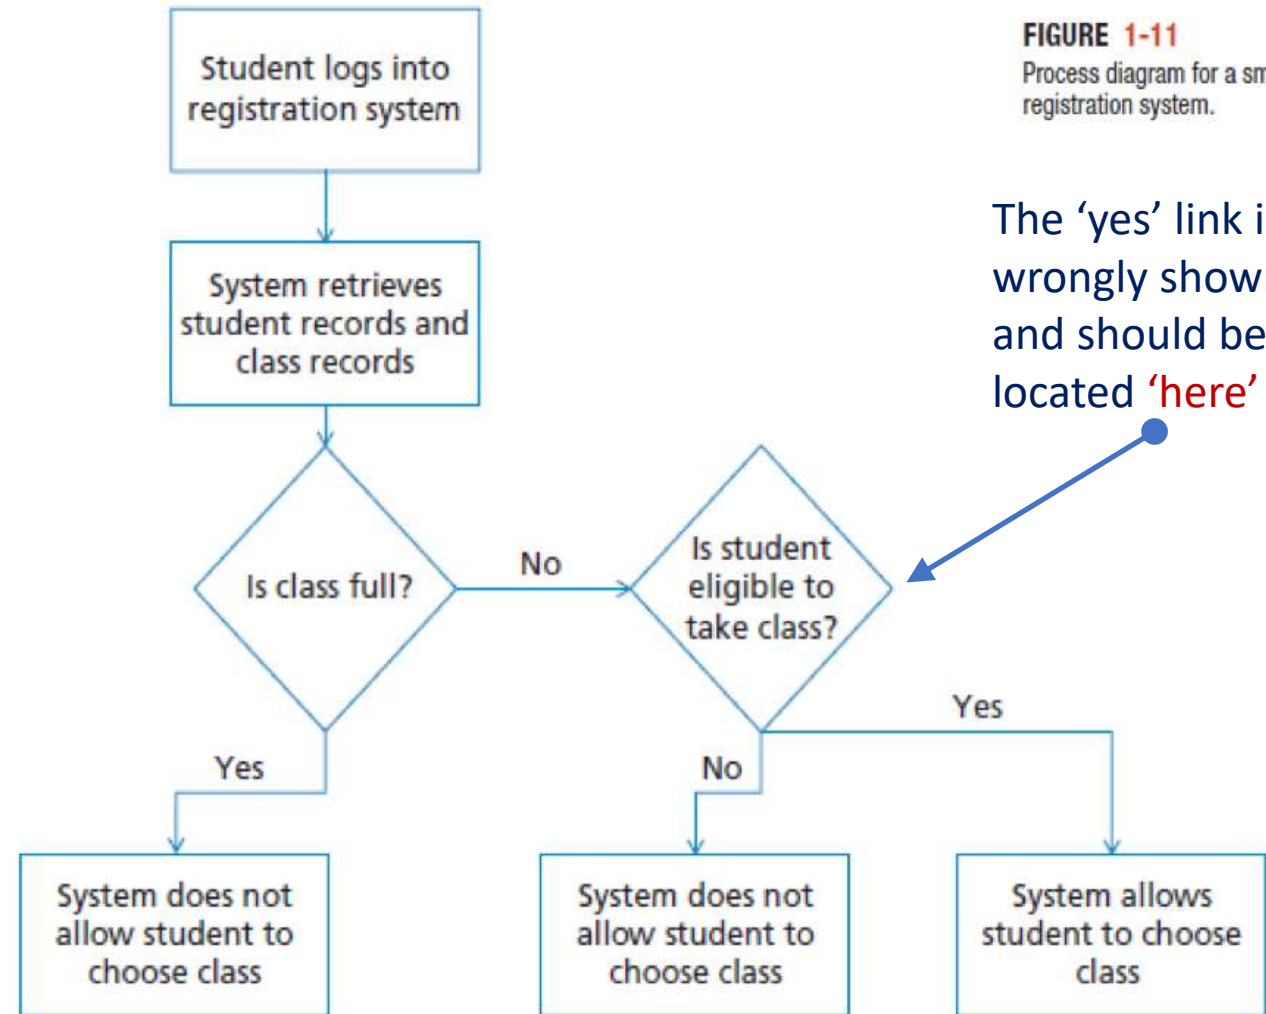 Student logs into
registration system
FIGURE 1-11
Process diagram for a
registration system.
System retrieves
student records and
class records
The ‘yes’ link
wrongly
and should be
located ‘here’
Is class full?
No
Is student
eligible to
take class?
Yes
No
Yes
System does not
allow student to
choose class
System does not
allow student to
choose class
System allows
student to choose
class